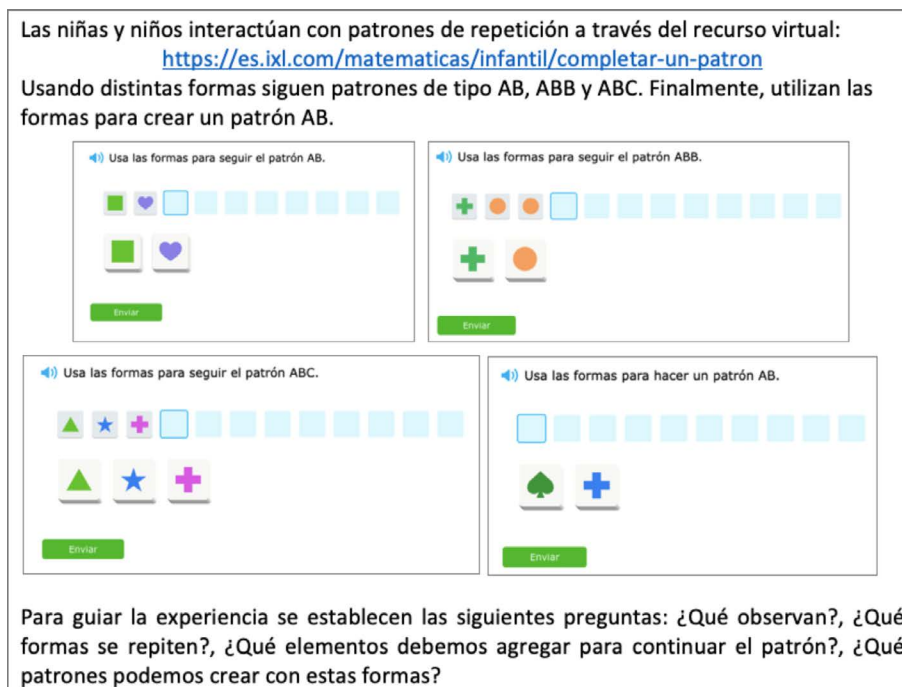 Las niñas y niños interactúan con patrones de repetición a través del recurso virtual:
https://es.ixl.com/matematicas/infantil/completar-un-patron
Usando distintas formas siguen patrones de tipo AB, ABB y ABC. Finalmente, utilizan las
formas para crear un patrón AB.
Usa las formas para seguir el patrón AB.
Enviar
Usa las formas para seguir el patrón ABB.
Enviar
Usa las formas para seguir el patrón ABC.
Enviar
Usa las formas para hacer un patrón AB.
Enviar
Para guiar la experiencia se establecen las siguientes preguntas: ¿Qué observan?, ¿Qué
formas se repiten?, ¿Qué elementos debemos agregar para continuar el patrón?, ¿Qué
patrones podemos crear con estas formas?